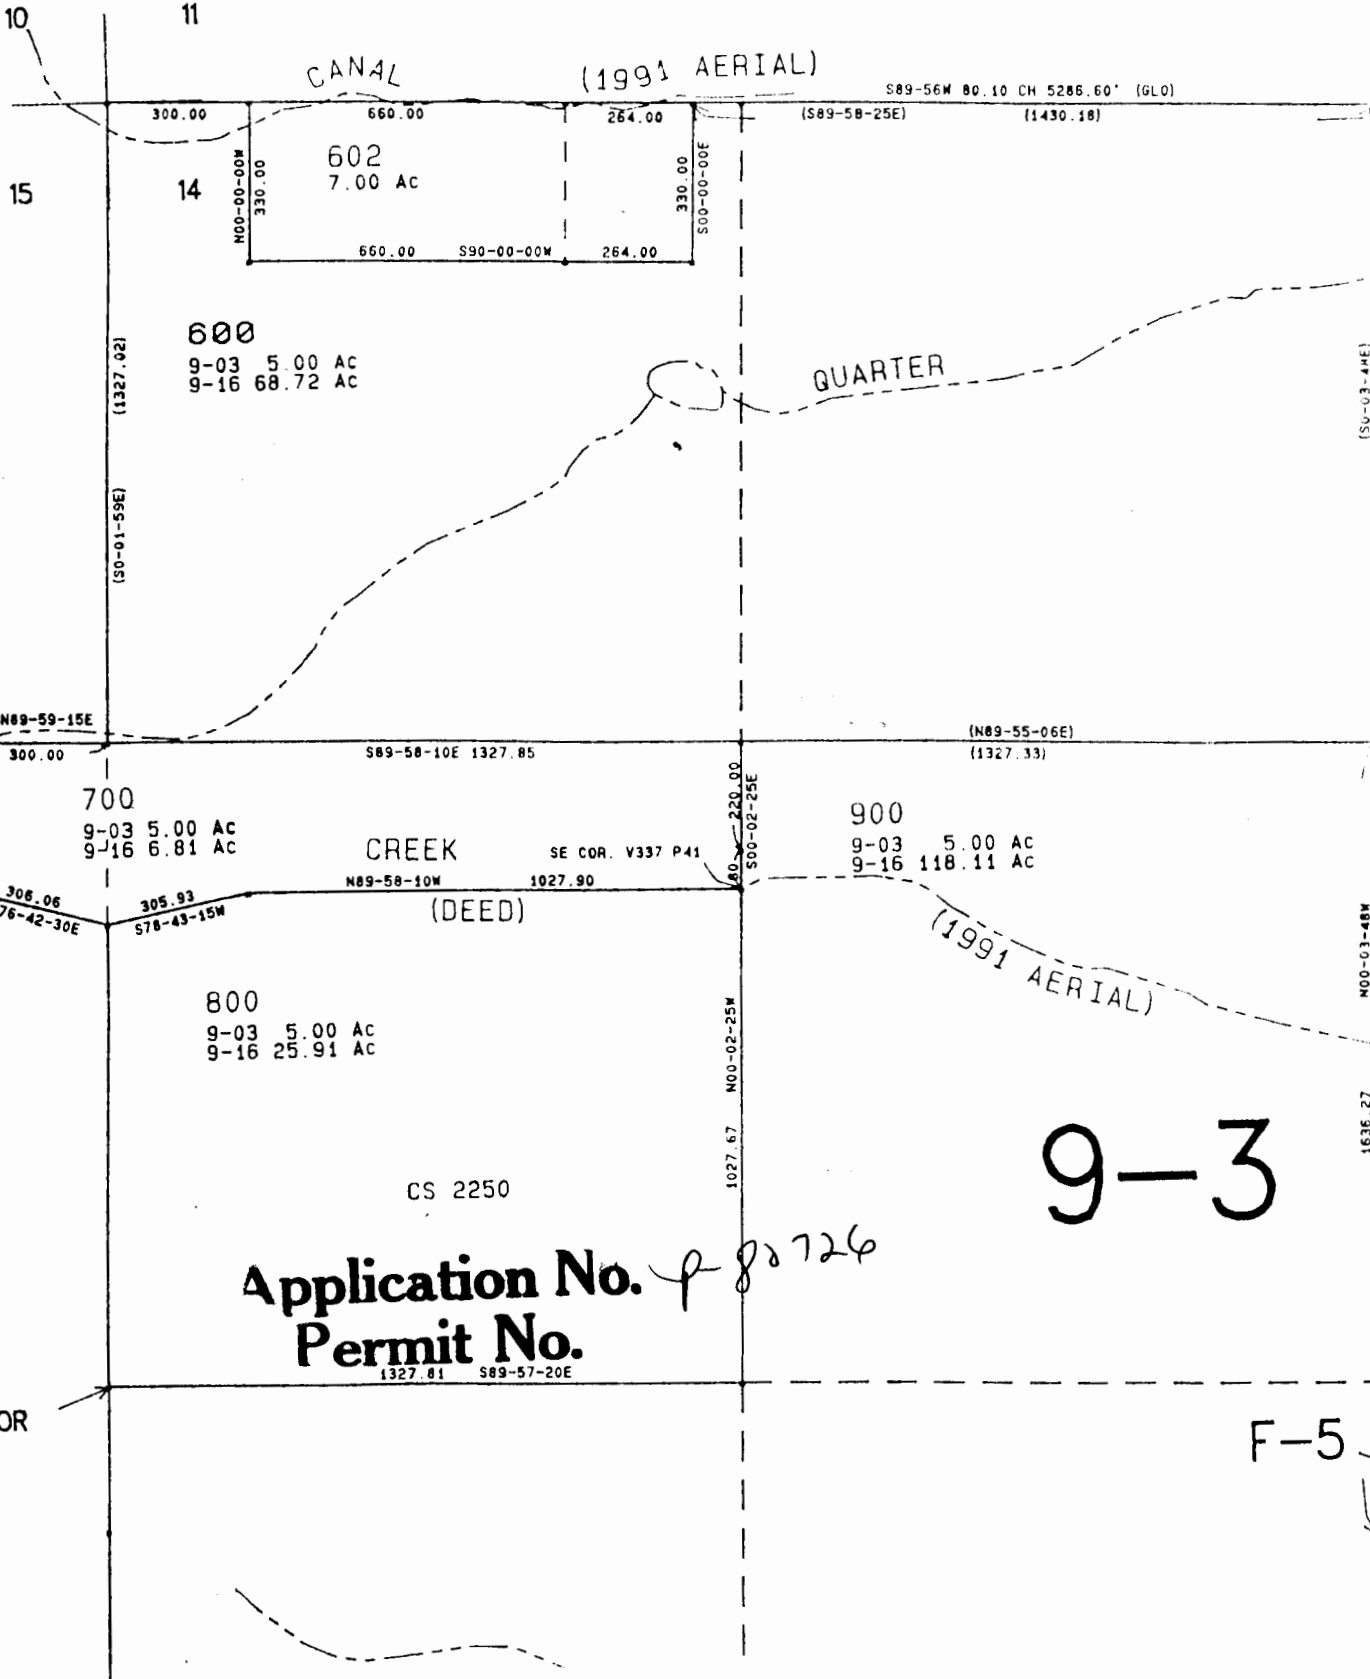 10
11
CANAL
(1991 AERIAL)
S89-56W 80.10 CH 5286.60' (GLO)
300.00
660.00
264.00
(S89-58-25E)
(1430.18)
15
14
602
7.00 Ac
N00-00-00W
330.00
330.00
S00-00-00E
660.00
S90-00-00W
264.00
600
9-03 5.00 Ac
9-16 68.72 Ac
(1327.02)
(S0-01-59E)
QUARTER
N89-59-15E
300.00
S89-58-10E 1327.85
(N89-55-06E)
(1327.33)
700
9-03 5.00 Ac
9-16 6.81 Ac
220.00
S00-02-25E
80
900
9-03 5.00 Ac
9-16 118.11 Ac
CREEK
SE COR. V337 P41
N89-58-10W
1027.90
(DEED)
306.06
76-42-30E
305.93
S78-43-15W
(1991 AERIAL)
N00-03-48W
1636.27
800
9-03 5.00 Ac
9-16 25.91 Ac
N00-02-25W
1027.67
9-3
CS 2250
Application No. P-82726
Permit No.
1327.81 S89-57-20E
OR
F-5